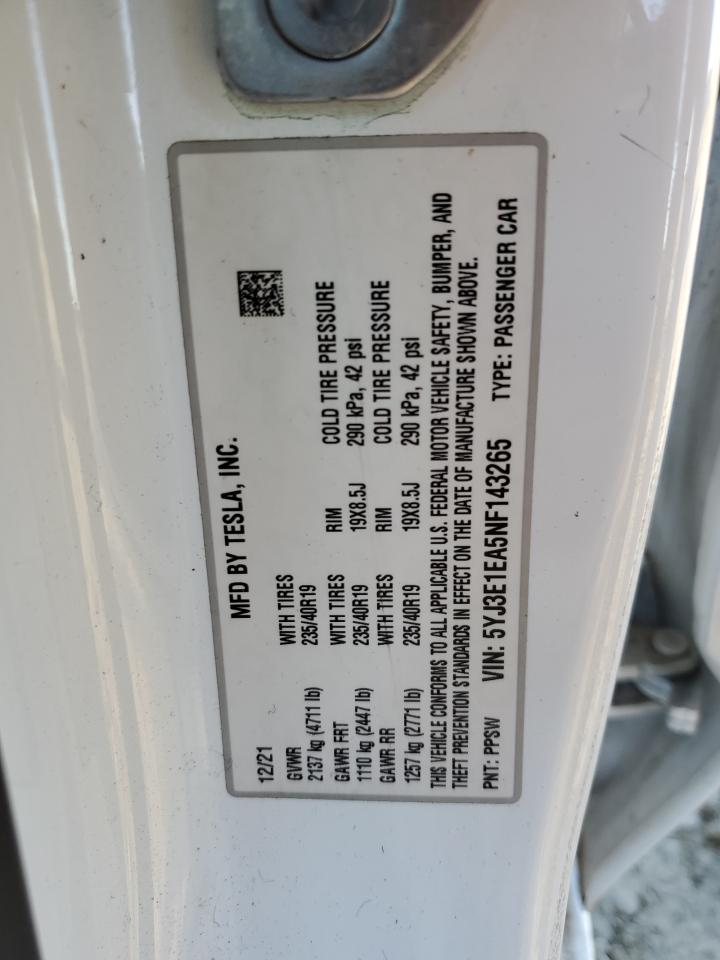 MFD BY TESLA, INC.
12/21
GVWR WITH TIRES
2137 kg (4711 lb) 235/40R19
GAWR FRT WITH TIRES RIM COLD TIRE PRESSURE
1110 kg (2447 lb) 235/40R19 19X8.5J 290 kPa, 42 psi
GAWR RR WITH TIRES RIM COLD TIRE PRESSURE
1257 kg (2771 lb) 235/40R19 19X8.5J 290 kPa, 42 psi
THIS VEHICLE CONFORMS TO ALL APPLICABLE U.S. FEDERAL MOTOR VEHICLE SAFETY, BUMPER, AND
THEFT PREVENTION STANDARDS IN EFFECT ON THE DATE OF MANUFACTURE SHOWN ABOVE.
PNT: PPSW VIN: 5YJ3E1EA5NF143265 TYPE: PASSENGER CAR